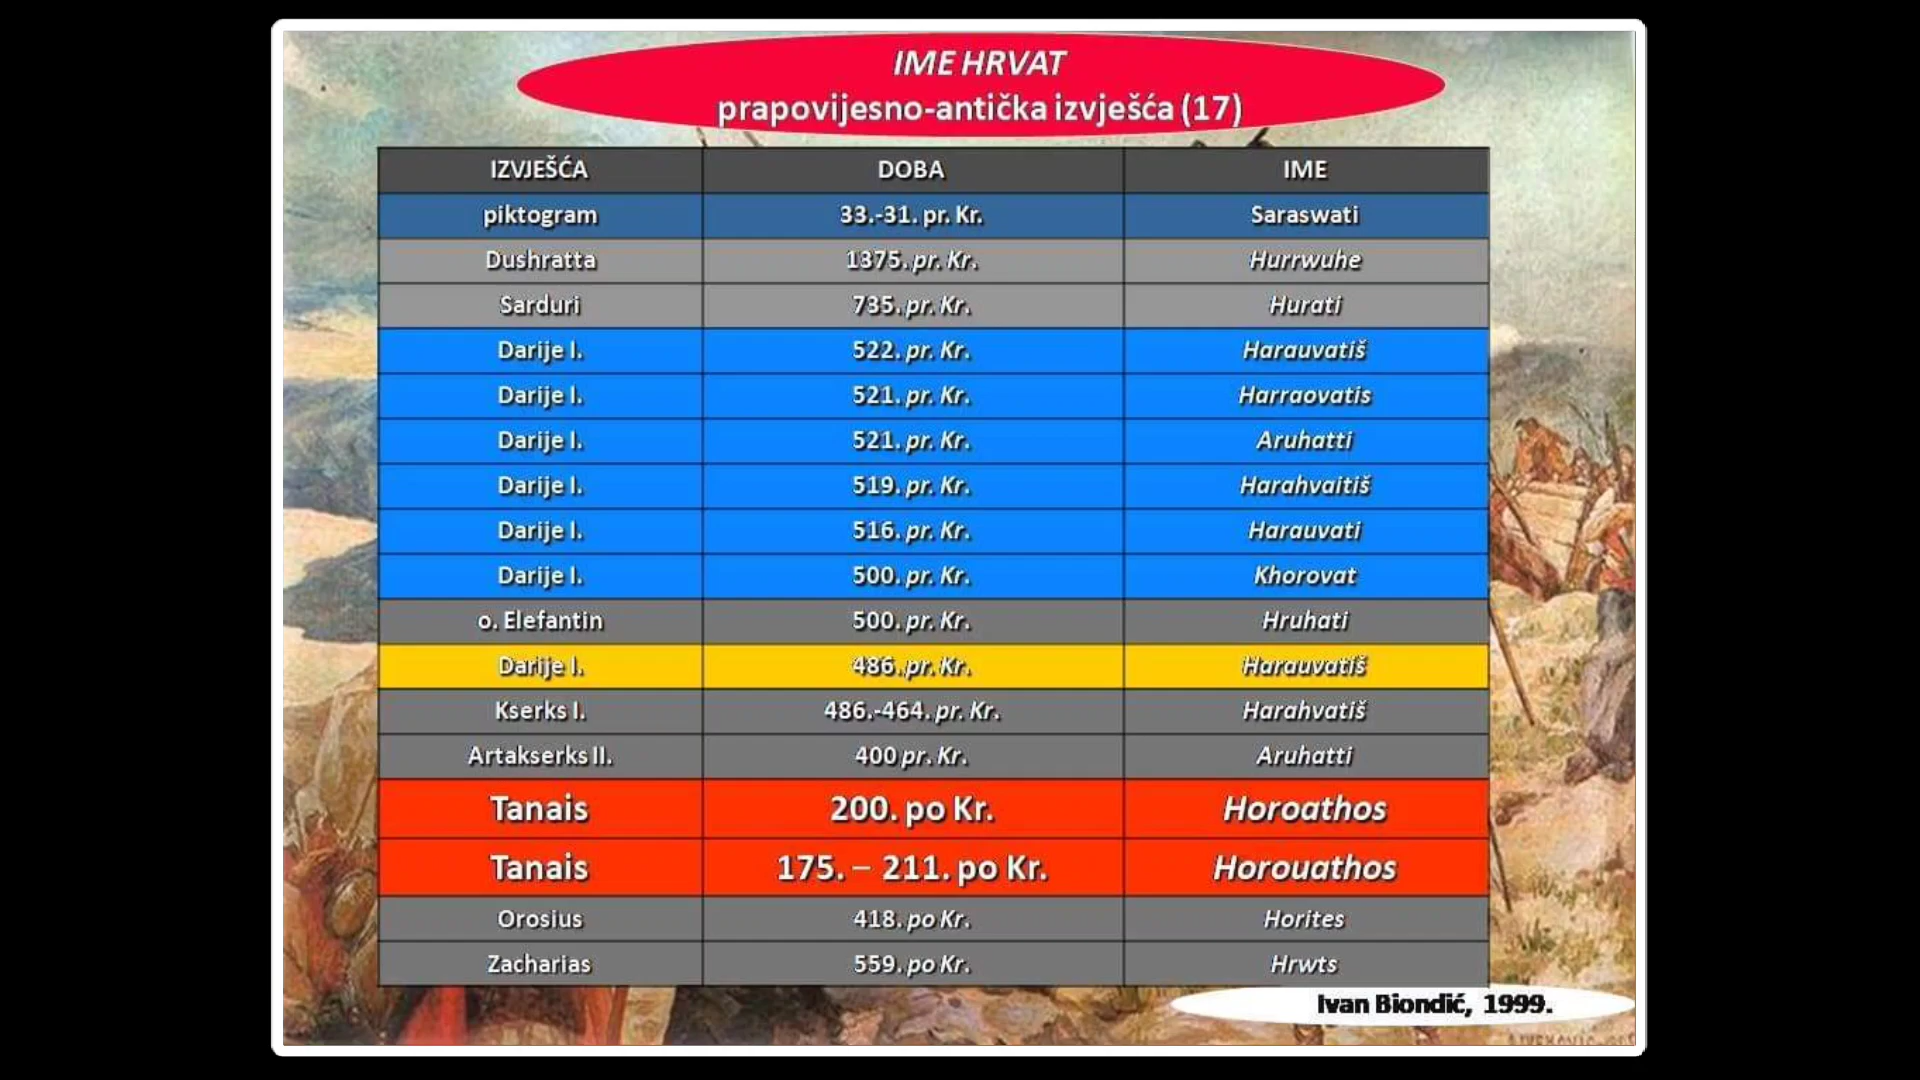 IME HRVAT
prapovijesno-antička izvješća (17)
IZVJEŠĆA DOBA IME
piktogram 33.-31. pr. Kr. Saraswati
Dushratta 1375. pr. Kr. Hurrwuhe
Sarduri 735. pr. Kr. Hurati
Darije I. 522. pr. Kr. Harauvatiš
Darije I. 521. pr. Kr. Harraovatis
Darije I. 521. pr. Kr. Aruhatti
Darije I. 519. pr. Kr. Harahvaitiš
Darije I. 516. pr. Kr. Harauvati
Darije I. 500. pr. Kr. Khorovat
o. Elefantin 500. pr. Kr. Hruhati
Darije I. 486. pr. Kr. Harauvatiš
Kserks I. 486.-464. pr. Kr. Harahvatiš
Artakserks II. 400 pr. Kr. Aruhatti
Tanais 200. po Kr. Horoathos
Tanais 175. – 211. po Kr. Horouathos
Orosius 418. po Kr. Horites
Zacharias 559. po Kr. Hrwts
Ivan Biondić, 1999.